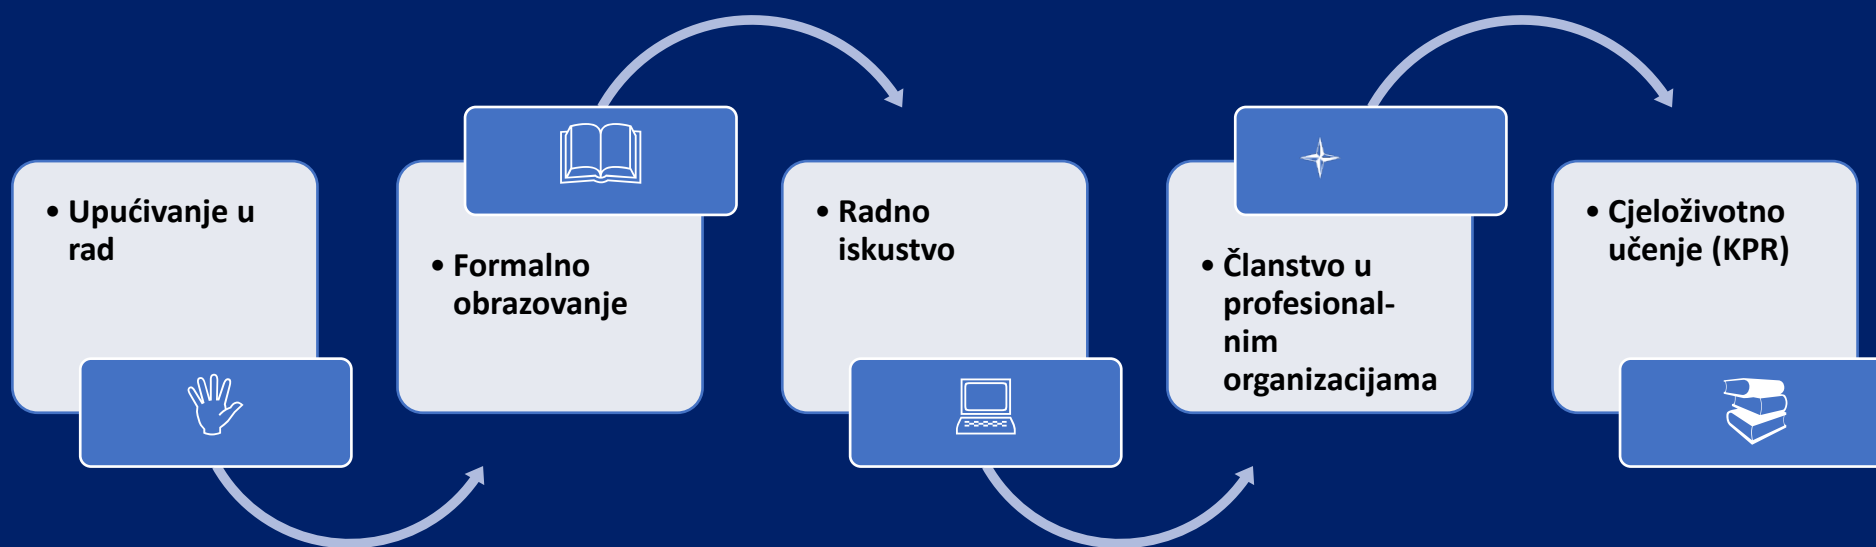 • Upućivanje u
rad
• Formalno
obrazovanje
• Radno
iskustvo
• Članstvo u
profesional-
nim
organizacijama
• Cjeloživotno
učenje (KPR)